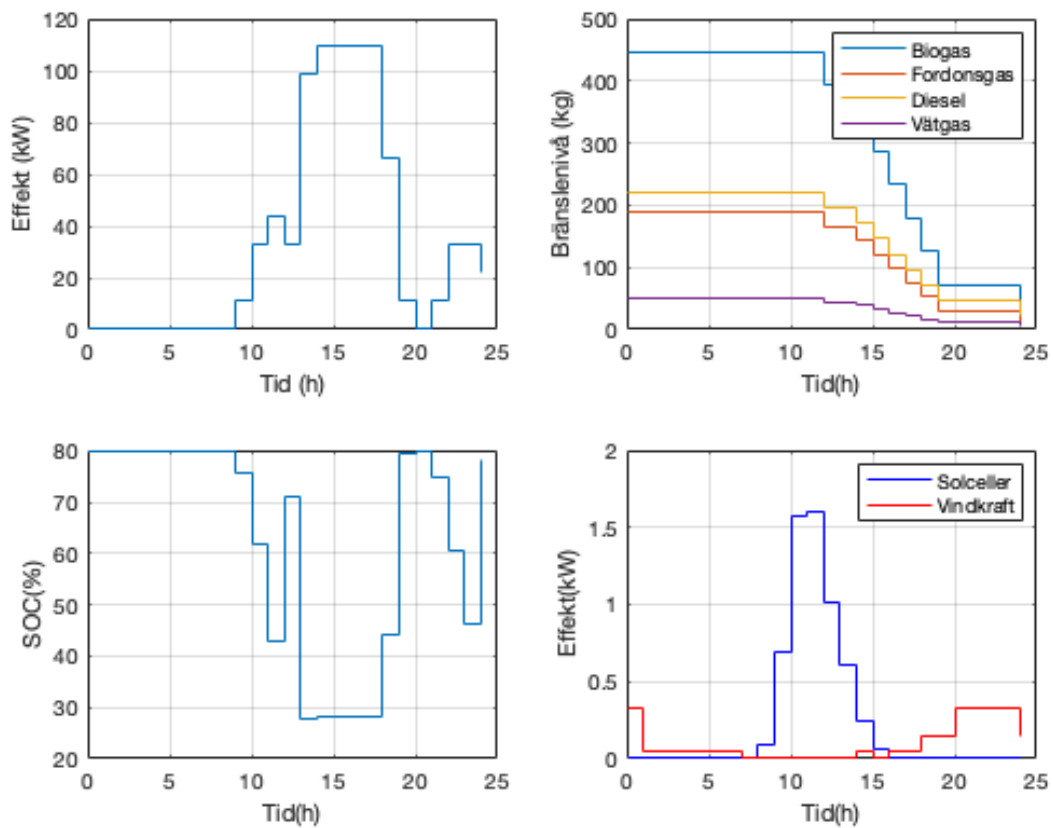 120
100
80
60
40
20
0
Effekt (kW)
0 5 10 15 20 25
Tid (h)
500
400
300
200
100
0
Bränslenivå (kg)
Biogas
Fordonsgas
Diesel
Vätgas
0 5 10 15 20 25
Tid(h)
80
70
60
50
40
30
20
SOC(%)
0 5 10 15 20 25
Tid(h)
2
1.5
1
0.5
0
Effekt(kW)
Solceller
Vindkraft
0 5 10 15 20 25
Tid(h)